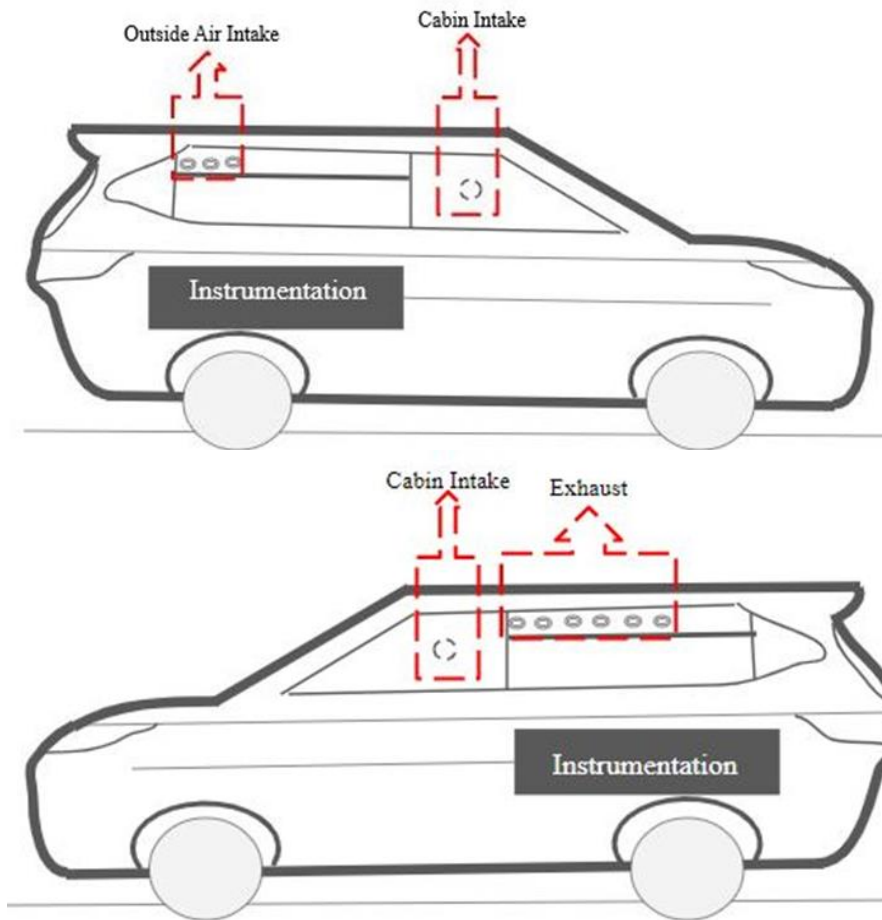 Outside Air Intake
Cabin Intake
Instrumentation
Cabin Intake
Exhaust
Instrumentation